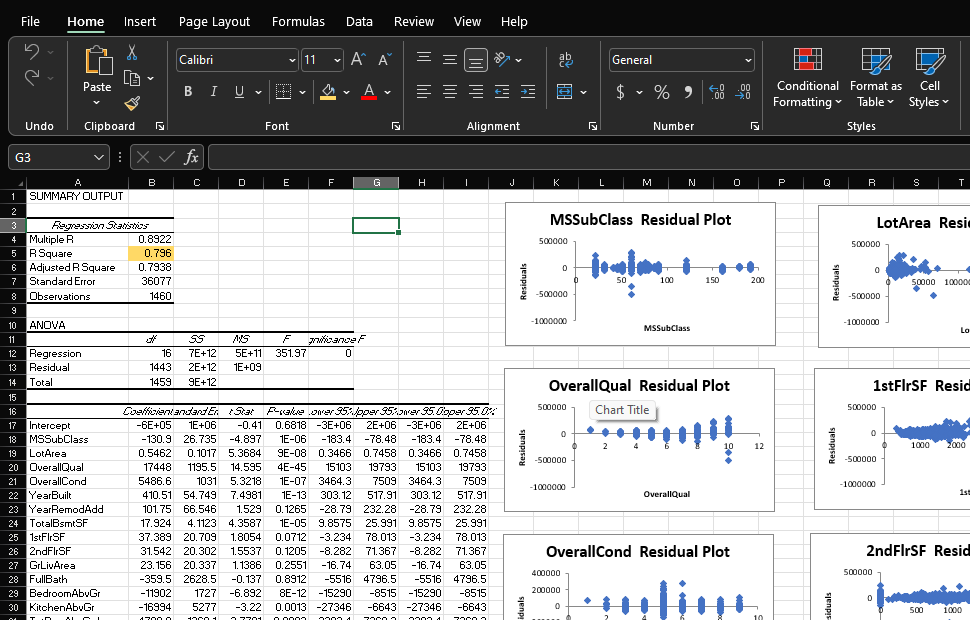 File Home Insert Page Layout Formulas Data Review View Help
Calibri 11 General
Paste
B I U A $ % ab
Conditional Formatting Format as Table Cell Styles
Undo Clipboard Font Alignment Number Styles
G3 fx
A B C D E F G H I J K L M N O P Q R S T
1 SUMMARY OUTPUT
2
3 Regression Statistics
4 Multiple R 0.8922
5 R Square 0.796
6 Adjusted R Square 0.7938
7 Standard Error 36077
8 Observations 1460
9
10 ANOVA
11 df SS MS F gnificance F
12 Regression 16 7E+12 5E+11 351.97 0
13 Residual 1443 2E+12 1E+09
14 Total 1459 9E+12
15
16 Coefficient andard Er t Stat P-value ower 95% Upper 95% ower 95.0 pper 95.0%
17 Intercept -6E+05 1E+06 -0.41 0.6818 -3E+06 2E+06 -3E+06 2E+06
18 MSSubClass -130.9 26.735 -4.897 1E-06 -183.4 -78.48 -183.4 -78.48
19 LotArea 0.5462 0.1017 5.3684 9E-08 0.3466 0.7458 0.3466 0.7458
20 OverallQual 17448 1195.5 14.595 4E-45 15103 19793 15103 19793
21 OverallCond 5486.6 1031 5.3218 1E-07 3464.3 7509 3464.3 7509
22 YearBuilt 410.51 54.749 7.4981 1E-13 303.12 517.91 303.12 517.91
23 YearRemodAdd 101.75 66.546 1.529 0.1265 -28.79 232.28 -28.79 232.28
24 TotalBsmtSF 17.924 4.1123 4.3587 1E-05 9.8575 25.991 9.8575 25.991
25 1stFlrSF 37.389 20.709 1.8054 0.0712 -3.234 78.013 -3.234 78.013
26 2ndFlrSF 31.542 20.302 1.5537 0.1205 -8.282 71.367 -8.282 71.367
27 GrLivArea 23.156 20.337 1.1386 0.2551 -16.74 63.05 -16.74 63.05
28 FullBath -359.5 2628.5 -0.137 0.8912 -5516 4796.5 -5516 4796.5
29 BedroomAbvGr -11902 1727 -6.892 8E-12 -15290 -8515 -15290 -8515
30 KitchenAbvGr -16994 5277 -3.22 0.0013 -27346 -6643 -27346 -6643
MSSubClass Residual Plot
500000
0
-500000
-1000000
0 50 100 150 200
Residuals
MSSubClass
LotArea Resid
500000
0
-500000
-1000000
0 50000 100000
Residuals
Lo
OverallQual Residual Plot
Chart Title
500000
0
-500000
-1000000
0 2 4 6 8 10 12
Residuals
OverallQual
1stFlrSF Resid
500000
0
-500000
-1000000
0 1000 2000
Residuals
1st
OverallCond Residual Plot
400000
200000
0
0 2 4 6 8 10
2ndFlrSF Resid
500000
0
0 500 1000